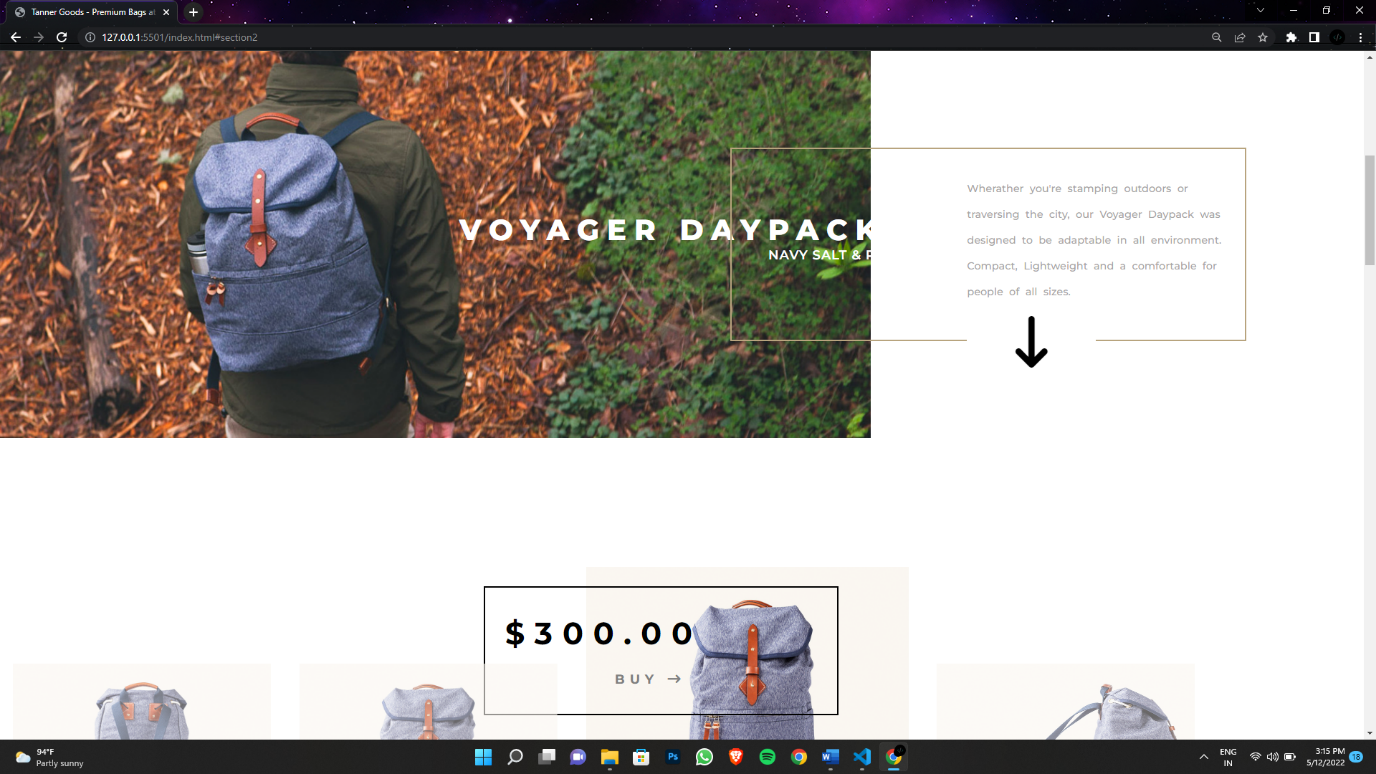 Tanner Goods - Premium Bags a
127.0.0.1:5501/index.html#section2
VOYAGER DAYPACK
NAVY SALT &
Wherather you're stamping outdoors or
traversing the city, our Voyager Daypack was
designed to be adaptable in all environment.
Compact, Lightweight and a comfortable for
people of all sizes.
$300.00
BUY →
94°F
Partly sunny
Ps
W
ENG
IN
3:15 PM
5/12/2022
18